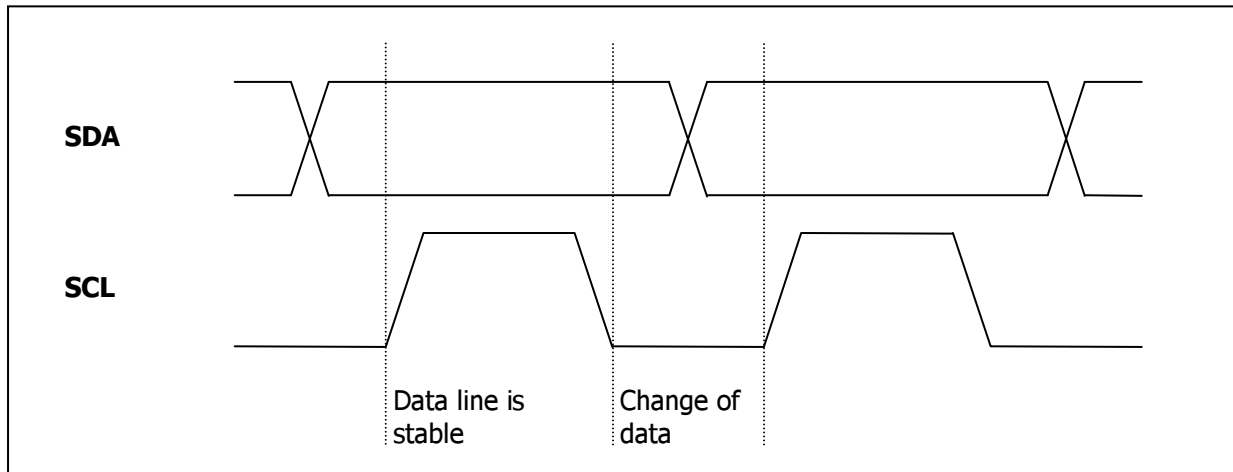 SDA
SCL
Data line is
stable
Change of
data